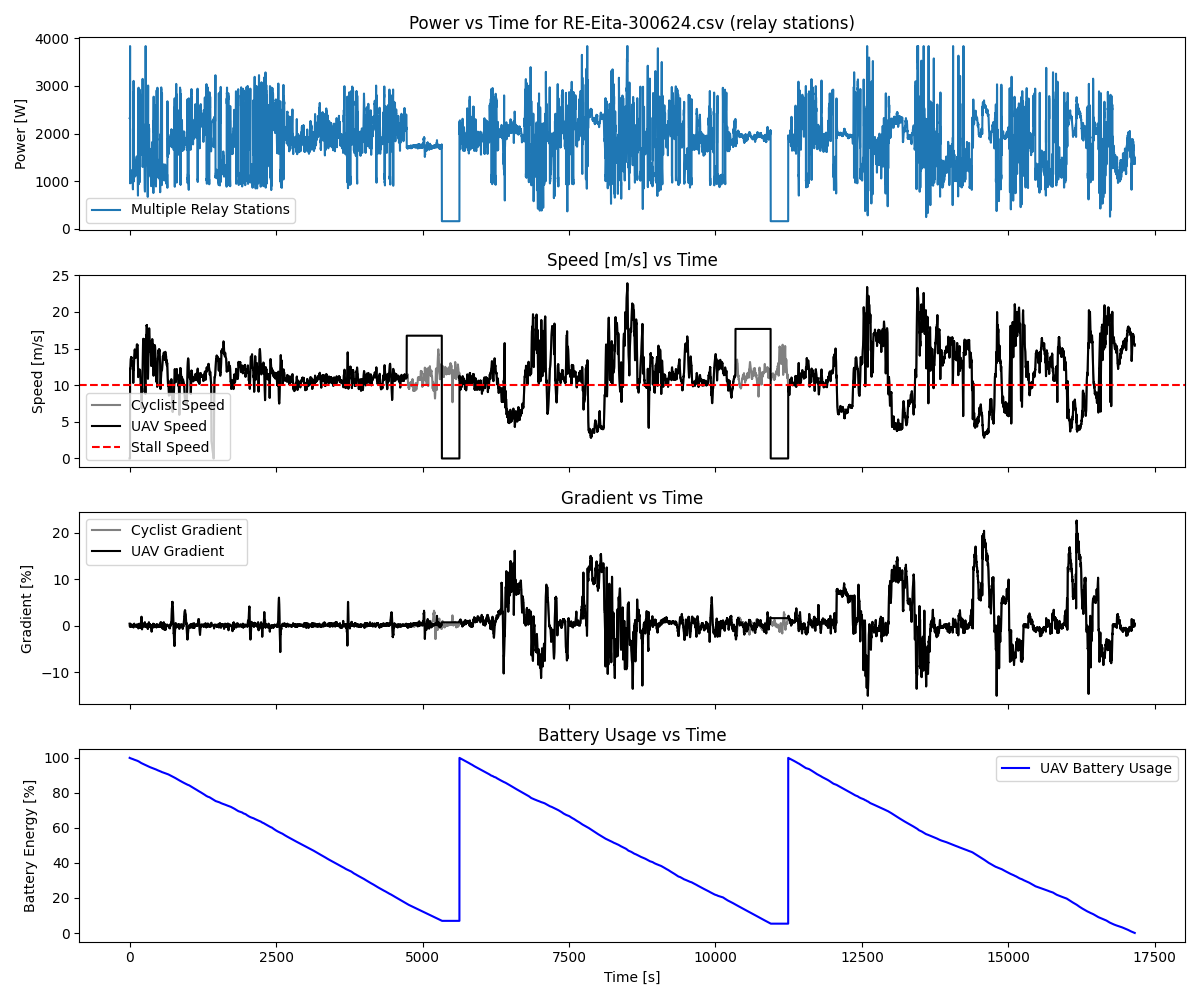 Power vs Time for RE-Eita-300624.csv (relay stations)
4000
3000
2000
1000
0
Power [W]
Multiple Relay Stations
Speed [m/s] vs Time
25
20
15
10
5
0
Speed [m/s]
Cyclist Speed
UAV Speed
Stall Speed
Gradient vs Time
20
10
0
−10
Gradient [%]
Cyclist Gradient
UAV Gradient
Battery Usage vs Time
100
80
60
40
20
0
Battery Energy [%]
UAV Battery Usage
0 2500 5000 7500 10000 12500 15000 17500
Time [s]